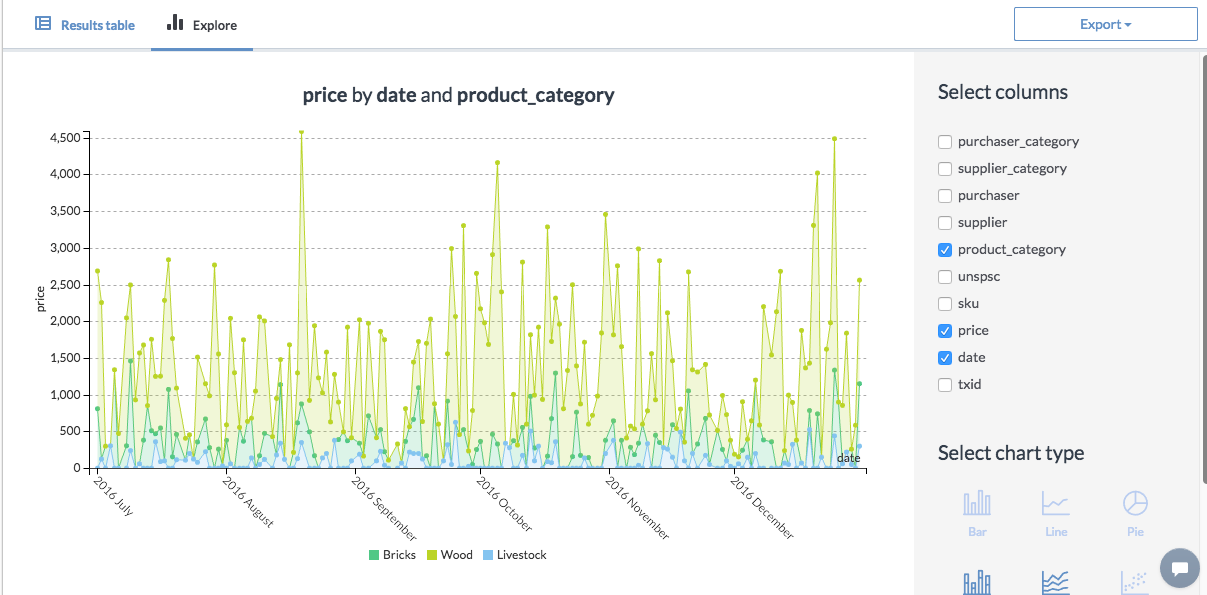 Results table
Explore
Export
price by date and product_category
4,500
4,000
3,500
3,000
2,500
2,000
1,500
1,000
500
0
price
date
2016 July
2016 August
2016 September
2016 October
2016 November
2016 December
Bricks
Wood
Livestock
Select columns
purchaser_category
supplier_category
purchaser
supplier
product_category
unspsc
sku
price
date
txid
Select chart type
Bar
Line
Pie